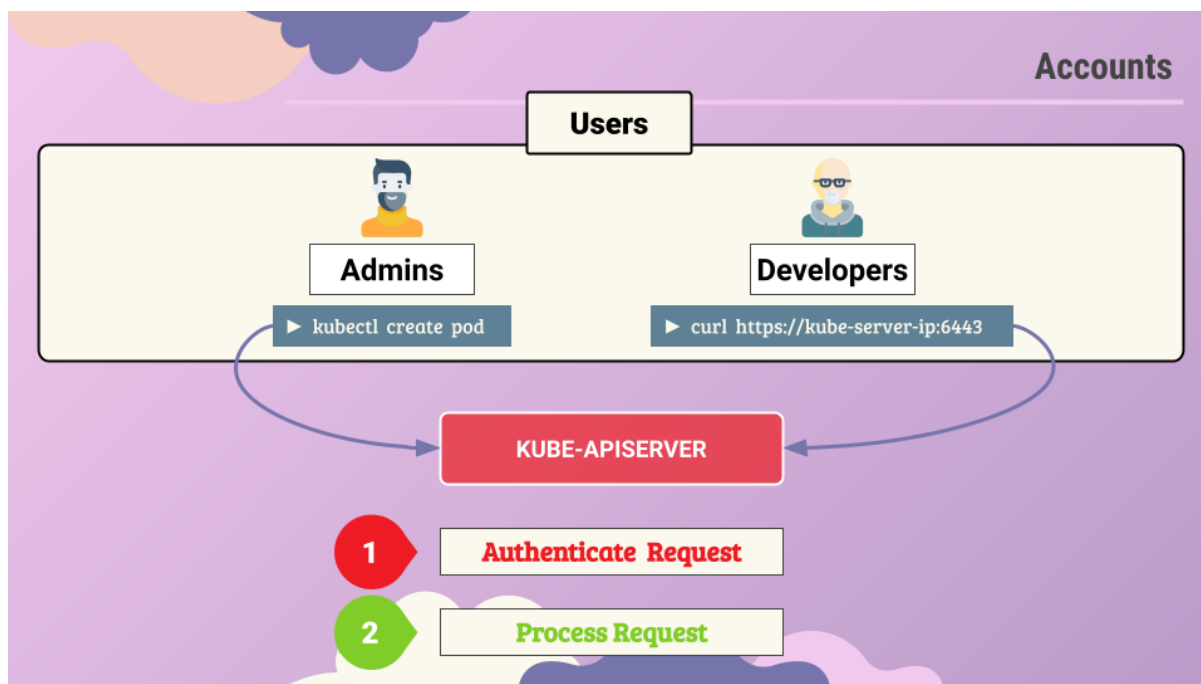 Accounts
Users
Admins
Developers
► kubectl create pod
► curl https://kube-server-ip:6443
KUBE-APISERVER
1
Authenticate Request
2
Process Request